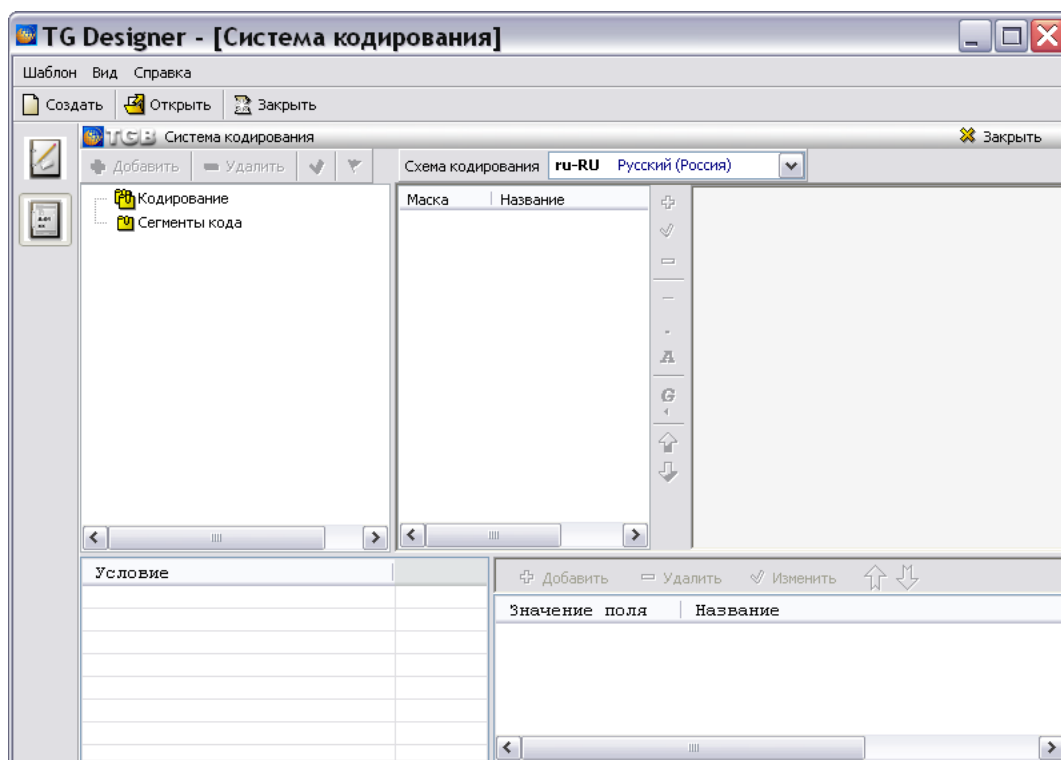 TG Designer - [Система кодирования]
Шаблон Вид Справка
Создать Открыть Закрыть
TGB Система кодирования Закрыть
Добавить Удалить Схема кодирования ru-RU Русский (Россия)
Кодирование Маска Название
Сегменты кода
A
G
Условие
Добавить Удалить Изменить
Значение поля Название